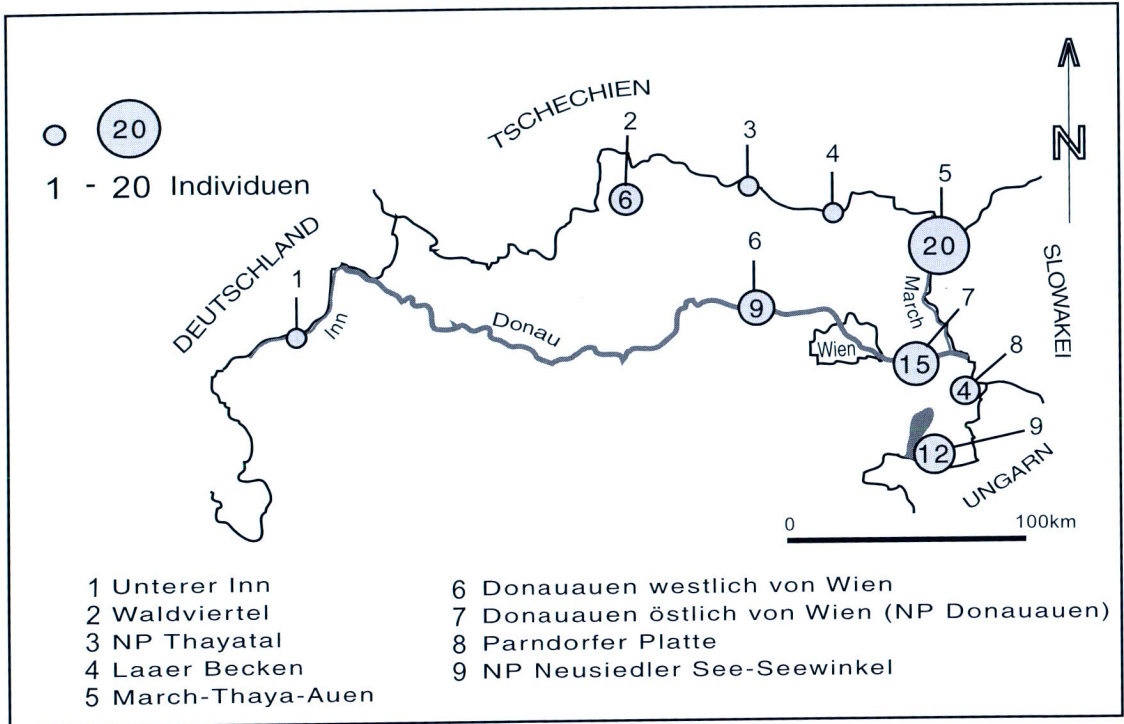 20
1 - 20 Individuen
TSCHECHIEN
DEUTSCHLAND
SLOWAKEI
UNGARN
N
1
2
3
4
5
6
7
8
9
6
20
9
15
4
12
Inn
Donau
March
Wien
0 100km
1 Unterer Inn
2 Waldviertel
3 NP Thayatal
4 Laaer Becken
5 March-Thaya-Auen
6 Donauauen westlich von Wien
7 Donauauen östlich von Wien (NP Donauauen)
8 Parndorfer Platte
9 NP Neusiedler See-Seewinkel